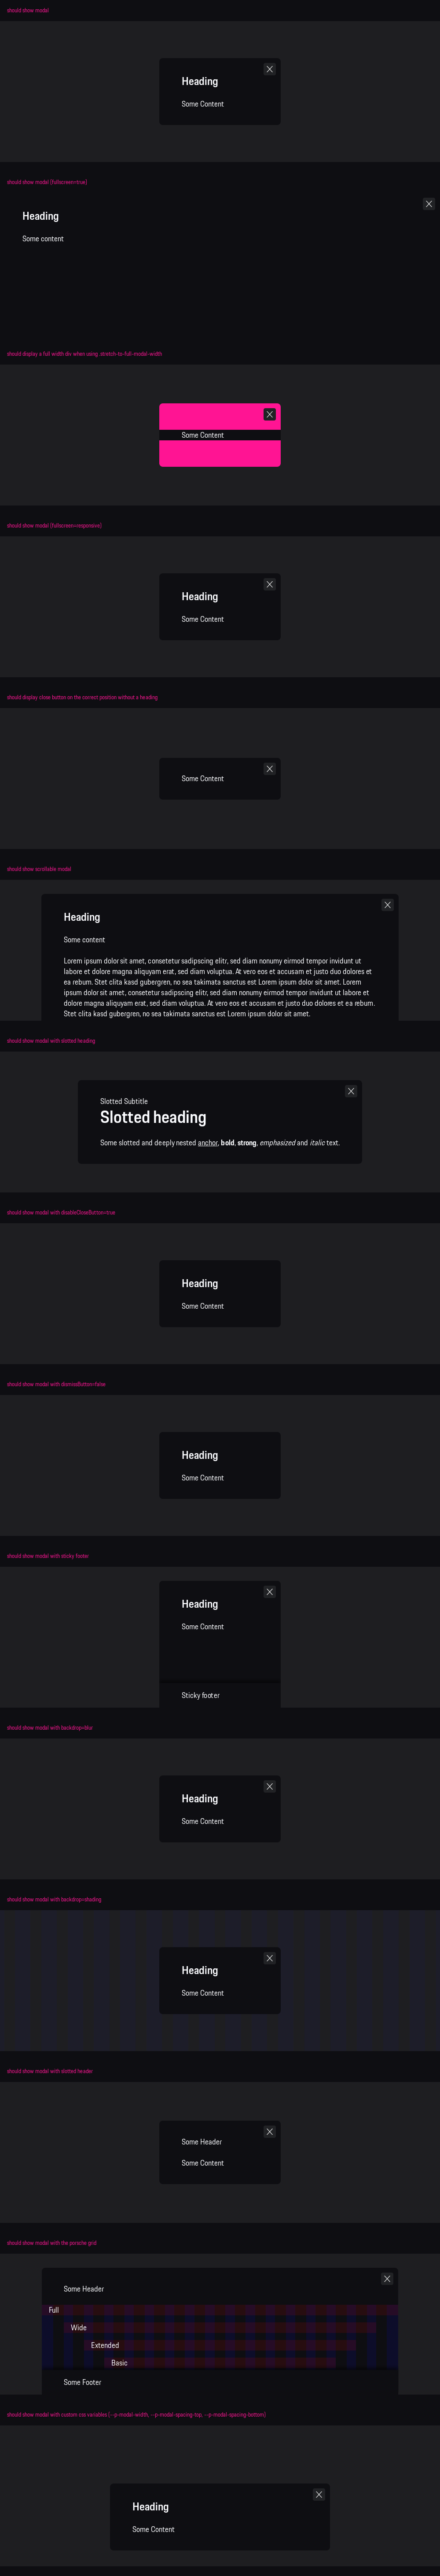 should show modal
Heading
Some Content
should show modal (fullscreen=true)
Heading
Some content
should display a full width div when using .stretch-to-full-modal-width
Some Content
should show modal (fullscreen=responsive)
Heading
Some Content
should display close button on the correct position without a heading
Some Content
should show scrollable modal
Heading
Some content
Lorem ipsum dolor sit amet, consetetur sadipscing elitr, sed diam nonumy eirmod tempor invidunt ut
labore et dolore magna aliquyam erat, sed diam voluptua. At vero eos et accusam et justo duo dolores et
ea rebum. Stet clita kasd gubergren, no sea takimata sanctus est Lorem ipsum dolor sit amet. Lorem
ipsum dolor sit amet, consetetur sadipscing elitr, sed diam nonumy eirmod tempor invidunt ut labore et
dolore magna aliquyam erat, sed diam voluptua. At vero eos et accusam et justo duo dolores et ea rebum.
Stet clita kasd gubergren, no sea takimata sanctus est Lorem ipsum dolor sit amet.
should show modal with slotted heading
Slotted Subtitle
Slotted heading
Some slotted and deeply nested anchor, bold, strong, emphasized and italic text.
should show modal with disableCloseButton=true
Heading
Some Content
should show modal with dismissButton=false
Heading
Some Content
should show modal with sticky footer
Heading
Some Content
Sticky footer
should show modal with backdrop=blur
Heading
Some Content
should show modal with backdrop=shading
Heading
Some Content
should show modal with slotted header
Some Header
Some Content
should show modal with the porsche grid
Some Header
Full
Wide
Extended
Basic
Some Footer
should show modal with custom css variables (--p-modal-width, --p-modal-spacing-top, --p-modal-spacing-bottom)
Heading
Some Content